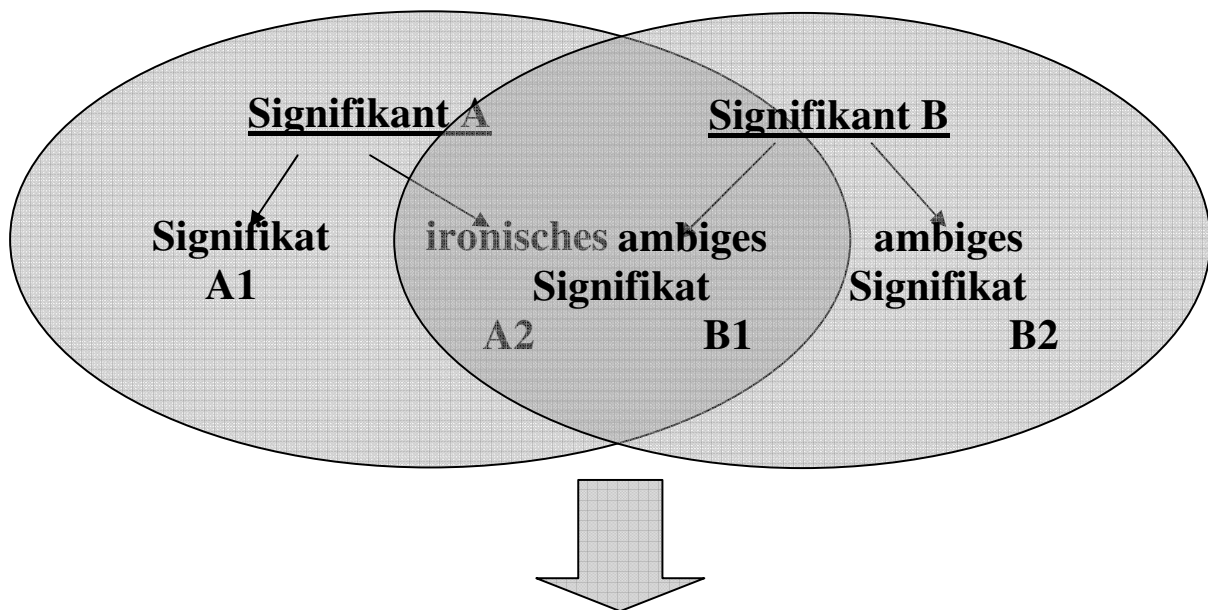 Signifikant A Signifikant B
Signifikat ironisches ambiges ambiges
A1 Signifikat Signifikat
A2 B1 B2